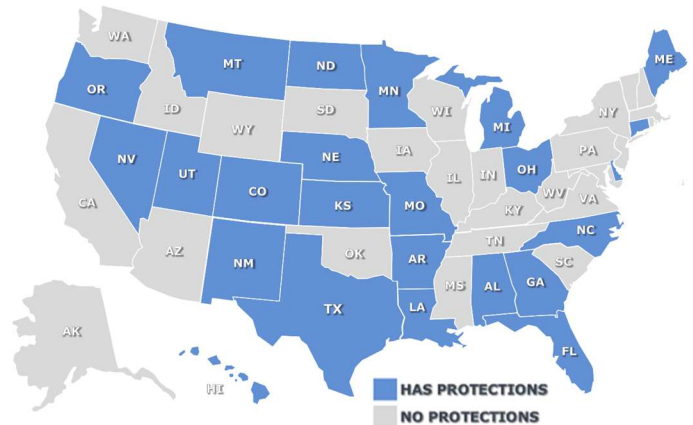 WA
ME
MT
ND
MN
OR
NY
ID
SD
WI
MI
WY
IA
PA
NE
NV
OH
UT
IL
IN
CO
WV
CA
VA
KS
MO
KY
NC
TN
AZ
OK
AR
SC
NM
MS
AL
GA
LA
TX
AK
FL
HI
HAS PROTECTIONS
NO PROTECTIONS